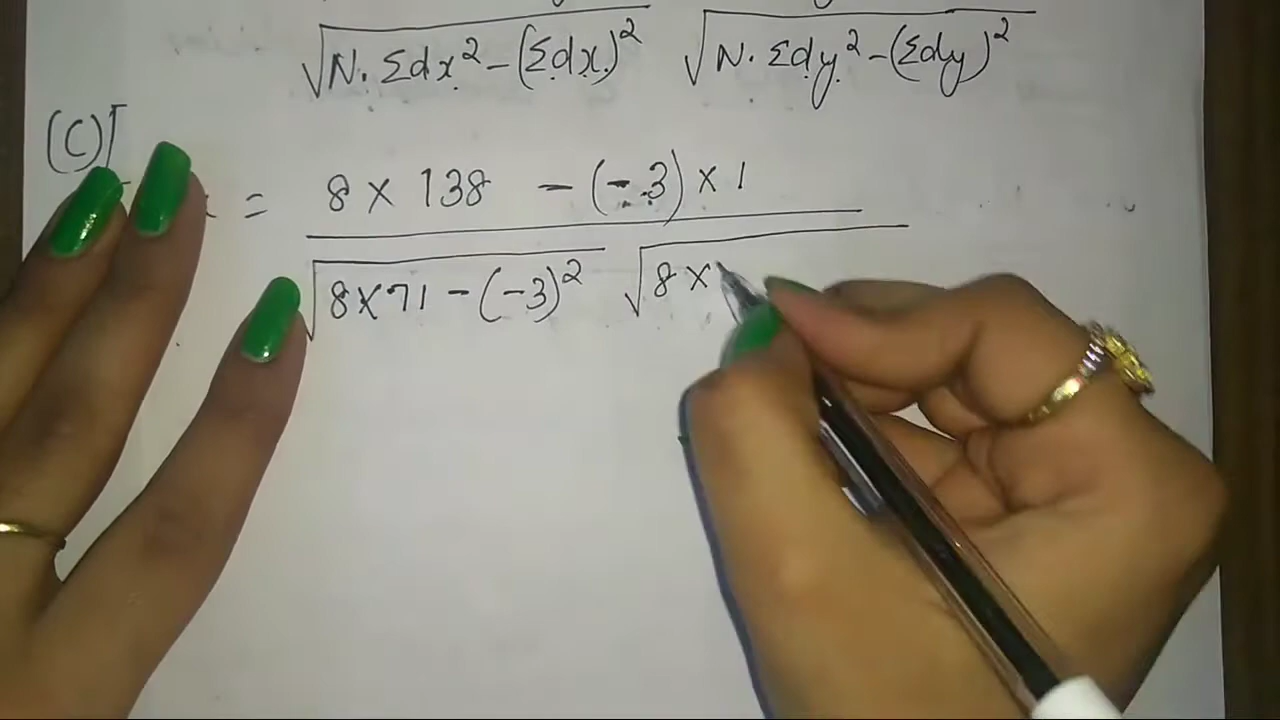 √N. Σdx² - (Σdx)² √N. Σdy² - (Σdy)²
(C)
= 8 × 138 - (-3) × 1
√8×71 - (-3)² √8 ×